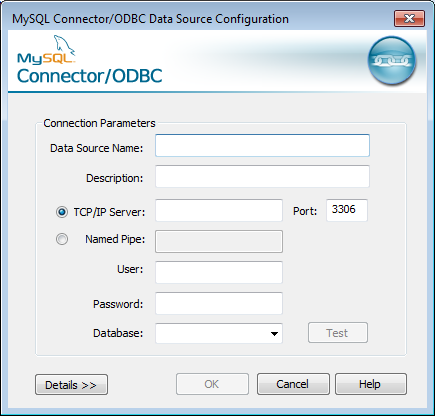 MySQL Connector/ODBC Data Source Configuration
MySQL
Connector/ODBC
Connection Parameters
Data Source Name:
Description:
TCP/IP Server: Port: 3306
Named Pipe:
User:
Password:
Database: Test
Details >> OK Cancel Help